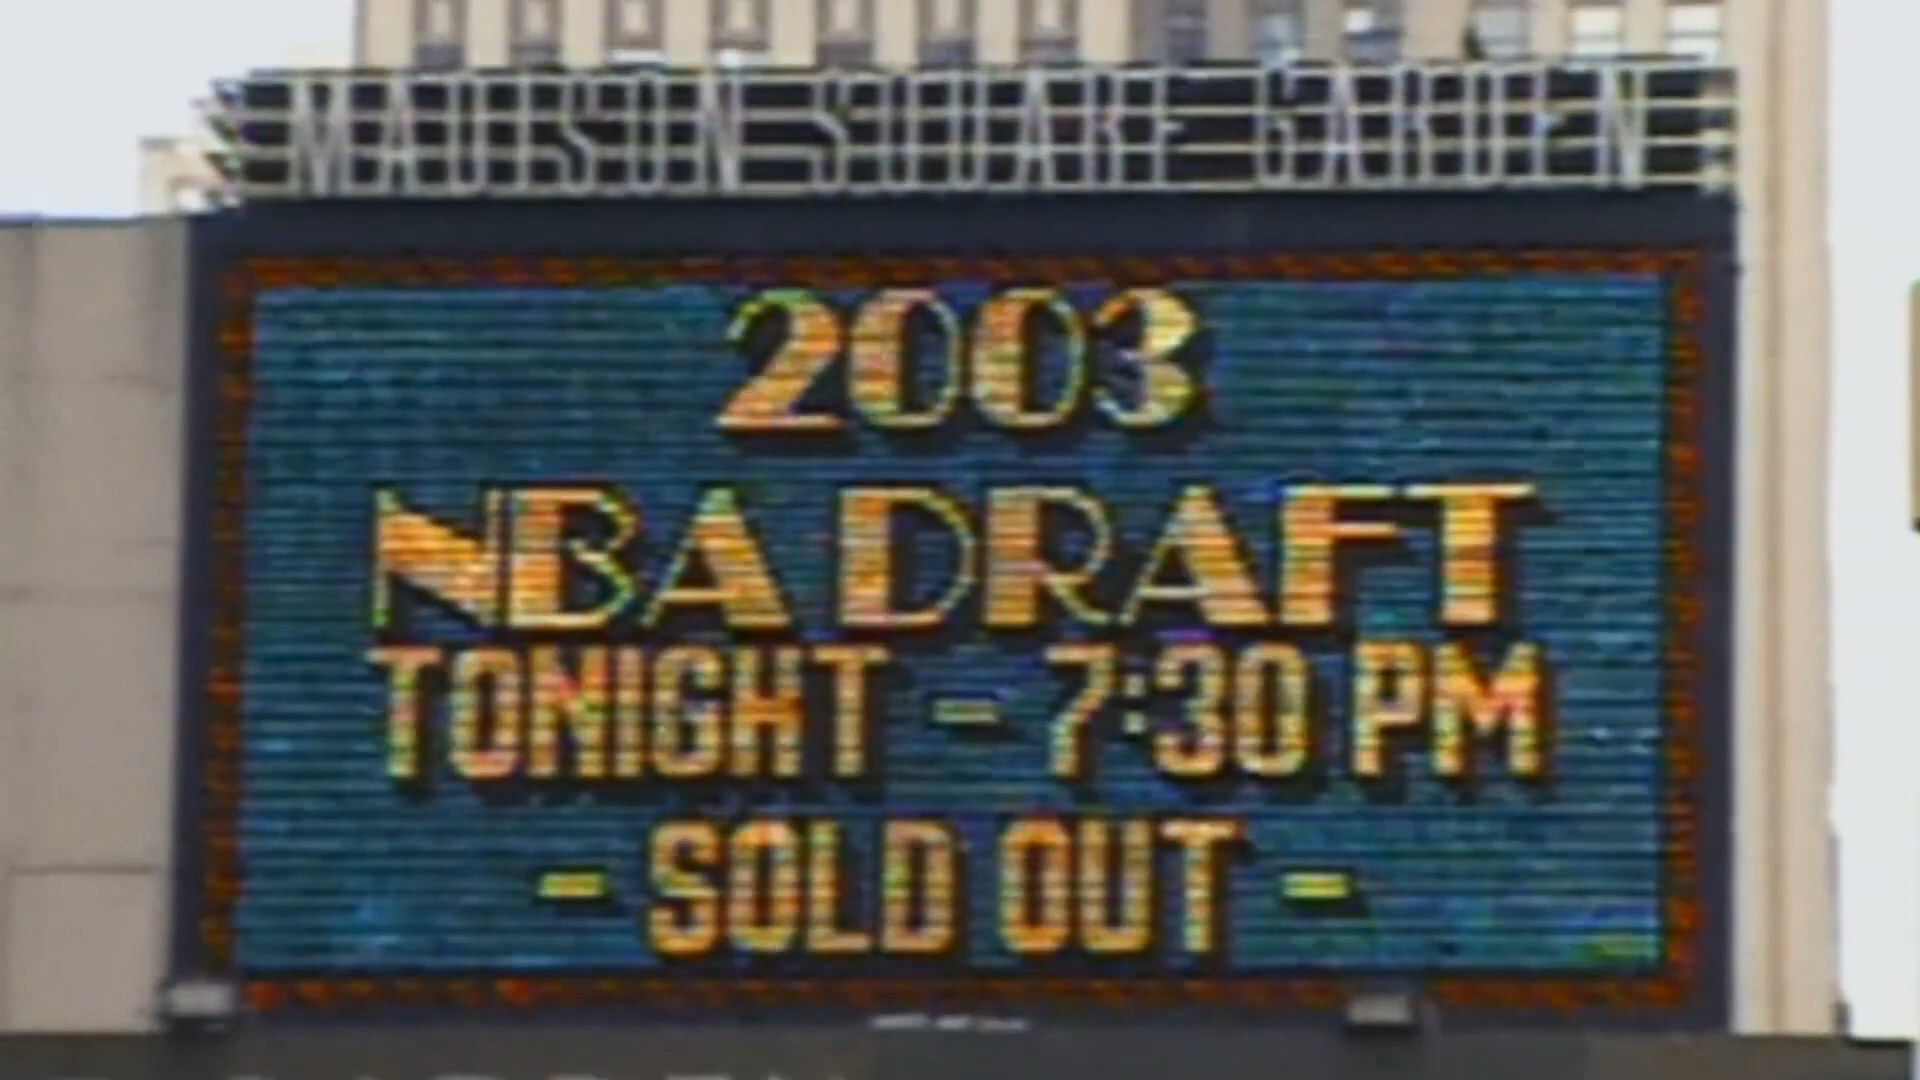 MADISON SQUARE GARDEN
2003
NBA DRAFT
TONIGHT - 7:30 PM
- SOLD OUT -